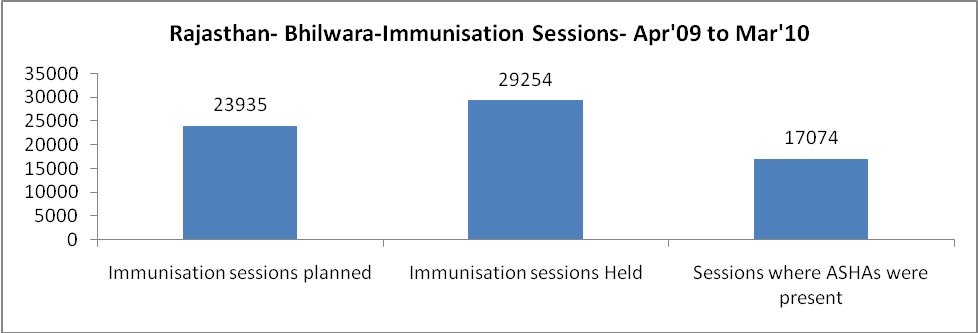 Rajasthan- Bhilwara-Immunisation Sessions- Apr'09 to Mar'10
35000
30000
25000
20000
15000
10000
5000
0
23935
29254
17074
Immunisation sessions planned
Immunisation sessions Held
Sessions where ASHAs were
present